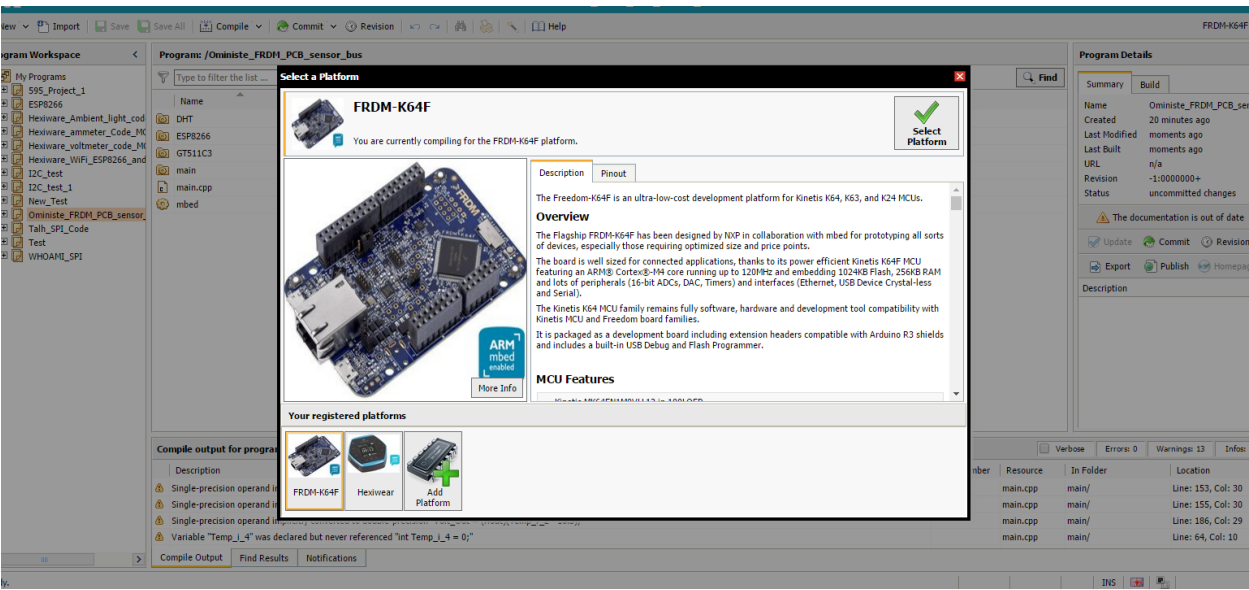 New Import Save Save All Compile Commit Revision Help FRDM-K64F
Program Workspace
My Programs
595_Project_1
ESP8266
Hexiware_Ambient_light_cod
Hexiware_ammeter_Code_MC
Hexiware_voltmeter_code_MC
Hexiware_WiFi_ESP8266_and
I2C_test
I2C_test_1
New_Test
Oministe_FRDM_PCB_sensor_
Talh_SPI_Code
Test
WHOAMI_SPI
Program: /Oministe_FRDM_PCB_sensor_bus
Type to filter the list ...
Find
Name
DHT
ESP8266
GT511C3
main
main.cpp
mbed
Select a Platform
FRDM-K64F
You are currently compiling for the FRDM-K64F platform.
Select
Platform
ARM
mbed
enabled
More Info
Description Pinout
The Freedom-K64F is an ultra-low-cost development platform for Kinetis K64, K63, and K24 MCUs.
Overview
The Flagship FRDM-K64F has been designed by NXP in collaboration with mbed for prototyping all sorts
of devices, especially those requiring optimized size and price points.
The board is well sized for connected applications, thanks to its power efficient Kinetis K64F MCU
featuring an ARM® Cortex®-M4 core running up to 120MHz and embedding 1024KB Flash, 256KB RAM
and lots of peripherals (16-bit ADCs, DAC, Timers) and interfaces (Ethernet, USB Device Crystal-less
and Serial).
The Kinetis K64 MCU family remains fully software, hardware and development tool compatibility with
Kinetis MCU and Freedom board families.
It is packaged as a development board including extension headers compatible with Arduino R3 shields
and includes a built-in USB Debug and Flash Programmer.
MCU Features
Your registered platforms
FRDM-K64F
Hexiwear
Add
Platform
Program Details
Summary Build
Name Oministe_FRDM_PCB_ser
Created 20 minutes ago
Last Modified moments ago
Last Built moments ago
URL n/a
Revision -1:0000000+
Status uncommitted changes
The documentation is out of date
Update Commit Revision
Export Publish Homepag
Description
Compile output for program
Verbose Errors: 0 Warnings: 13 Infos:
Description Resource In Folder Location
Single-precision operand in main.cpp main/ Line: 153, Col: 30
Single-precision operand in main.cpp main/ Line: 155, Col: 30
Single-precision operand implicitly converted to double-precision main.cpp main/ Line: 186, Col: 29
Variable "Temp_i_4" was declared but never referenced "int Temp_i_4 = 0;" main.cpp main/ Line: 64, Col: 10
Compile Output Find Results Notifications
INS